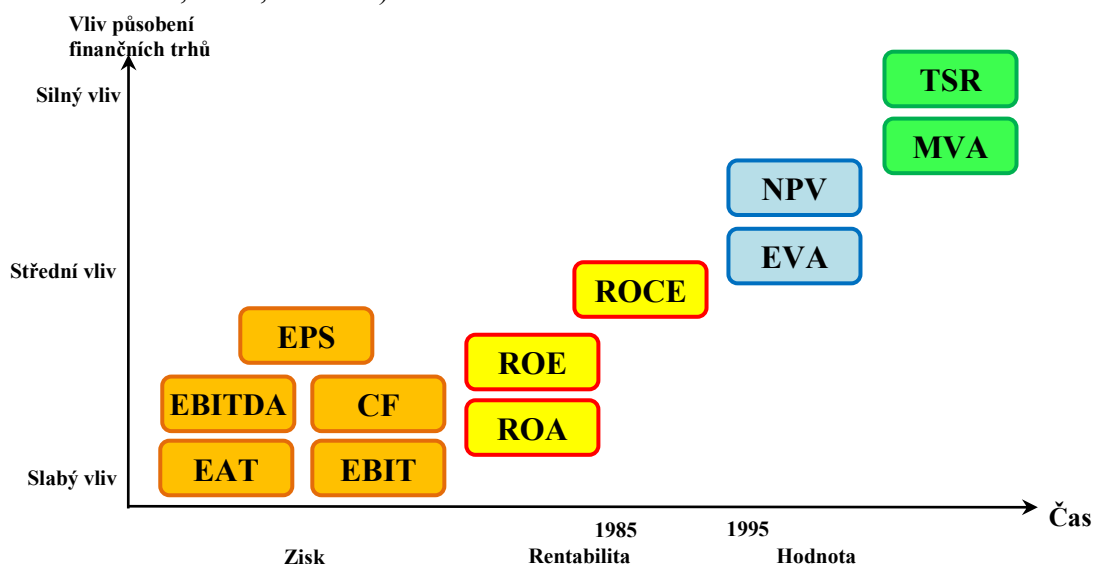 Vliv působení
finančních trhů
Silný vliv
TSR
MVA
NPV
Střední vliv
EVA
ROCE
EPS
ROE
EBITDA
CF
ROA
Slabý vliv
EAT
EBIT
Čas
1985
1995
Zisk
Rentabilita
Hodnota